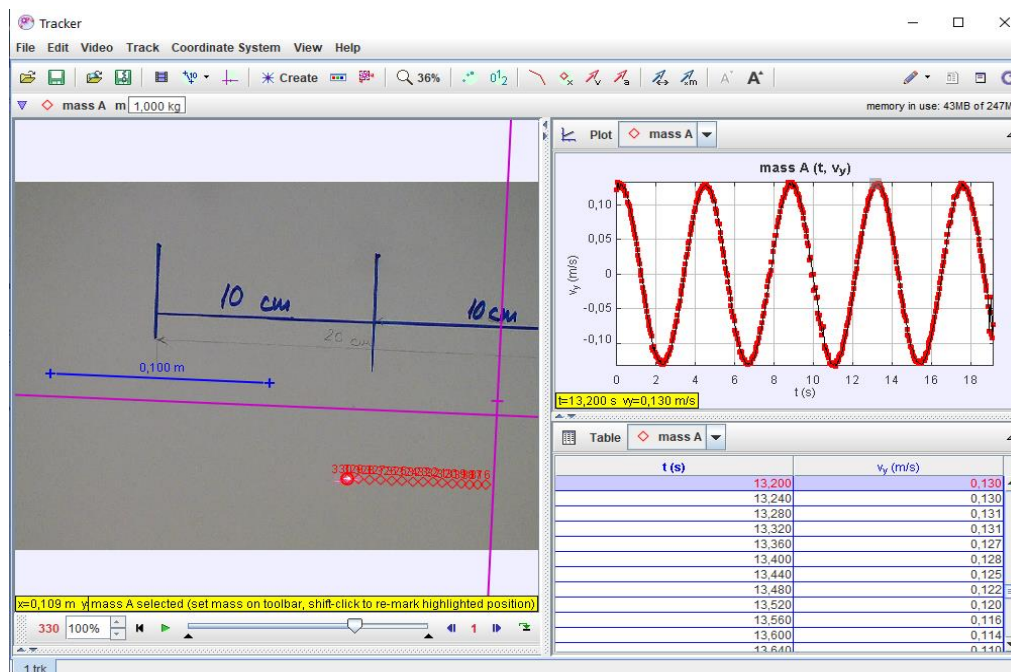 Tracker
File Edit Video Track Coordinate System View Help
Create 36%
mass A m 1,000 kg memory in use: 43MB of 247M
Plot mass A
mass A (t, vy)
0,10
0,05
0
-0,05
-0,10
vy (m/s)
0 2 4 6 8 10 12 14 16 18
t (s)
t=13,200 s vy=0,130 m/s
10 cm 10 cm
20 cm
0,100 m
Table mass A
t (s) vy (m/s)
13,200 0,130
13,240 0,130
13,280 0,131
13,320 0,131
13,360 0,127
13,400 0,128
13,440 0,125
13,480 0,122
13,520 0,120
13,560 0,116
13,600 0,114
13,640 0,110
x=0,109 m y mass A selected (set mass on toolbar, shift-click to re-mark highlighted position)
330 100% 1
1 trk